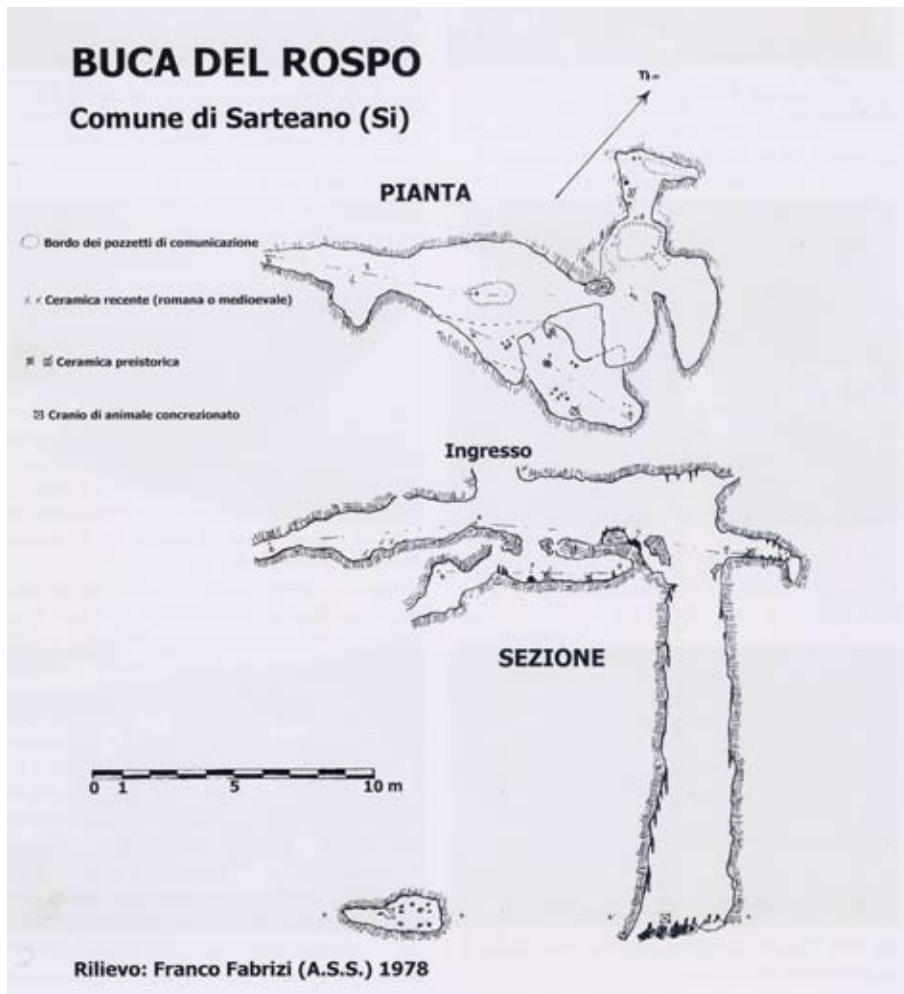 BUCA DEL ROSPO
Comune di Sarteano (Si)
PIANTA
Bordo dei pozzetti di comunicazione
Ceramica recente (romana o medioevale)
Ceramica preistorica
Cranio di animale concrezionato
Ingresso
SEZIONE
0 1 5 10 m
Rilievo: Franco Fabrizi (A.S.S.) 1978